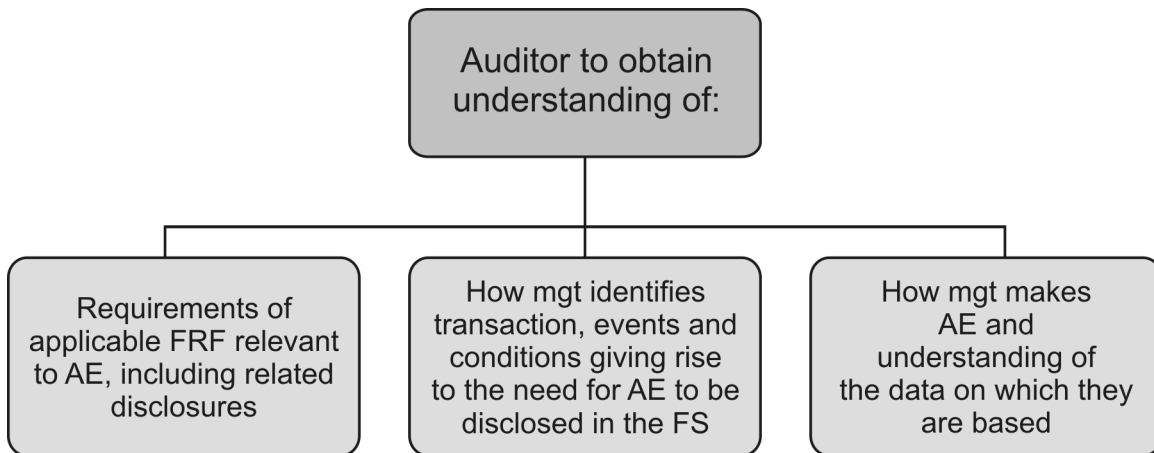 Auditor to obtain
understanding of:
Requirements of
applicable FRF relevant
to AE, including related
disclosures
How mgt identifies
transaction, events and
conditions giving rise
to the need for AE to be
disclosed in the FS
How mgt makes
AE and
understanding of
the data on which they
are based